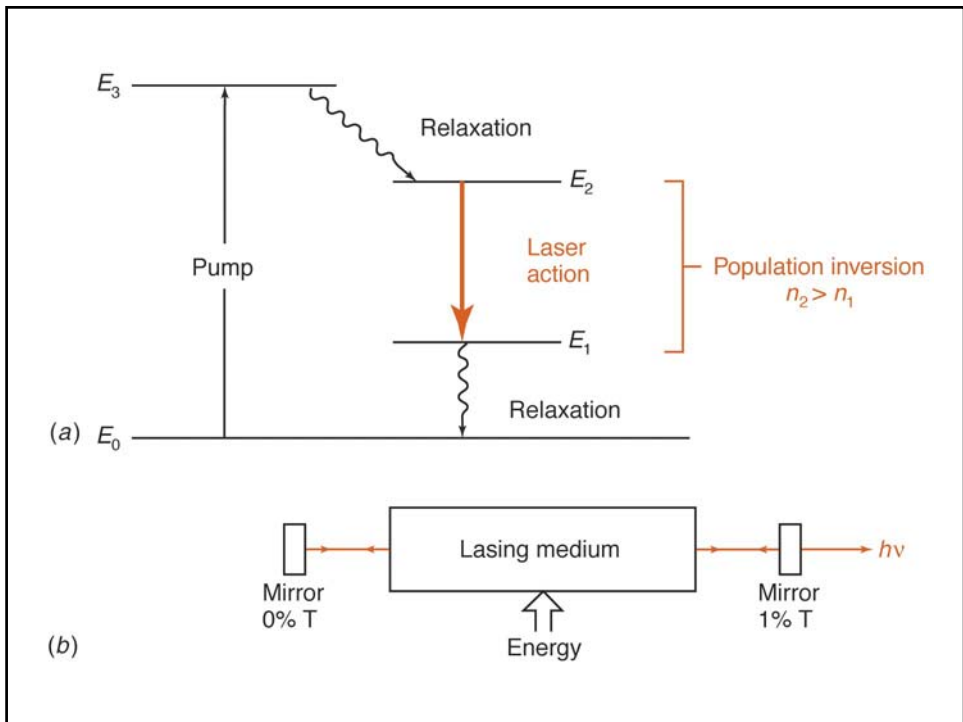 E3
Relaxation
E2
Pump
Laser
action
Population inversion
n2 > n1
E1
Relaxation
(a) E0
Lasing medium
hν
Mirror
0% T
Mirror
1% T
Energy
(b)